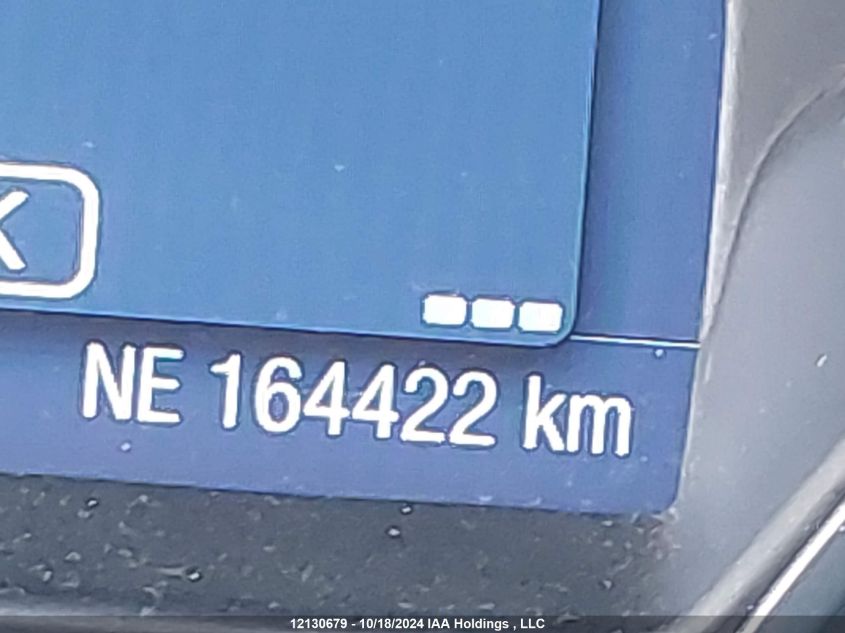 NE 164422 km
12130679 - 10/18/2024 IAA Holdings , LLC